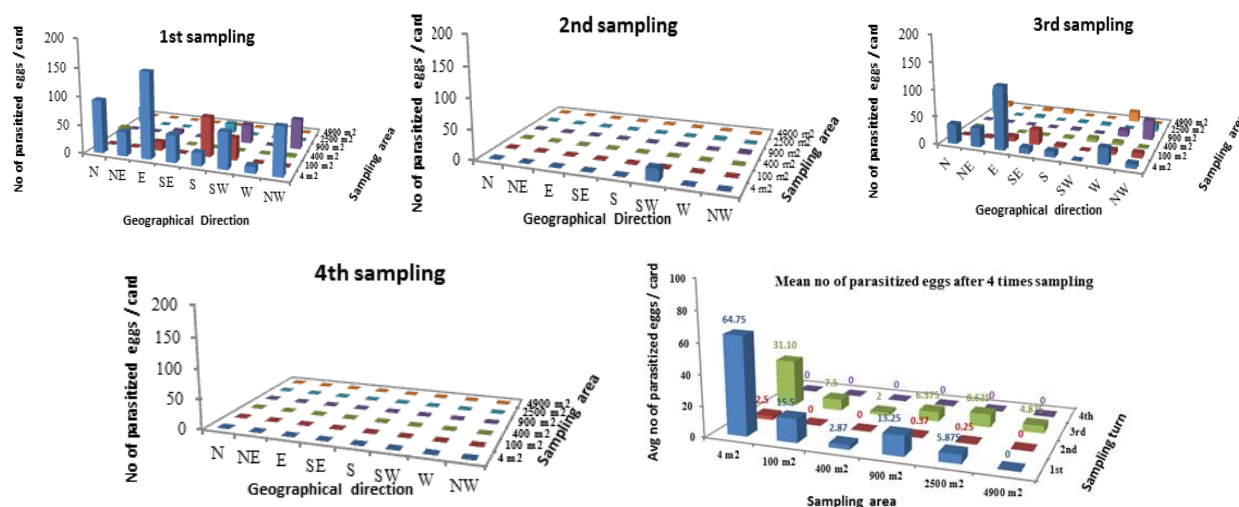 1st sampling
No of parasitized eggs / card
200
150
100
50
0
N NE E SE S SW W NW
4 m2
100 m2
400 m2
900 m2
2500 m2
4900 m2
Sampling area
Geographical Direction
2nd sampling
No of parasitized eggs / card
200
150
100
50
0
N NE E SE S SW W NW
4 m2
100 m2
400 m2
900 m2
2500 m2
4900 m2
Sampling area
Geographical Direction
3rd sampling
No of parasitized eggs / card
200
150
100
50
0
N NE E SE S SW W NW
4 m2
100 m2
400 m2
900 m2
2500 m2
4900 m2
Sampling area
Geographical direction
4th sampling
No of parasitized eggs / card
200
150
100
50
0
N NE E SE S SW W NW
4 m2
100 m2
400 m2
900 m2
2500 m2
4900 m2
Sampling area
Geographical direction
Mean no of parasitized eggs after 4 times sampling
Avg no of parasitized eggs / card
100
80
60
40
20
0
0 0 0 0 0 0
31.10 7.5 2 6.375 8.625
2.5 0 0 0.37 0.25 0
64.75 15.5 2.87 13.25 5.875 0
4 m2 100 m2 400 m2 900 m2 2500 m2 4900 m2
1st
2nd
3rd
4th
Sampling turn
Sampling area